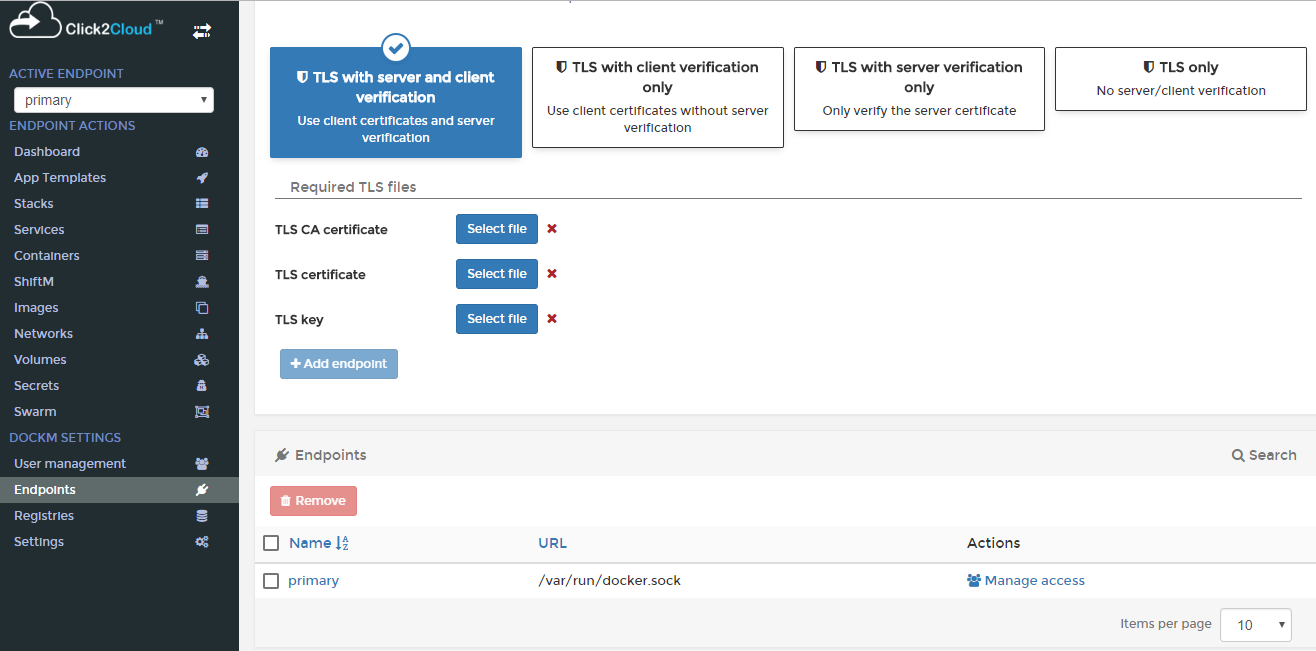 Click2Cloud™
ACTIVE ENDPOINT
primary
ENDPOINT ACTIONS
Dashboard
App Templates
Stacks
Services
Containers
ShiftM
Images
Networks
Volumes
Secrets
Swarm
DOCKM SETTINGS
User management
Endpoints
Registries
Settings
TLS with server and client
verification
Use client certificates and server
verification
TLS with client verification
only
Use client certificates without server
verification
TLS with server verification
only
Only verify the server certificate
TLS only
No server/client verification
Required TLS files
TLS CA certificate Select file
TLS certificate Select file
TLS key Select file
Add endpoint
Endpoints Search
Remove
Name URL Actions
primary /var/run/docker.sock Manage access
Items per page 10